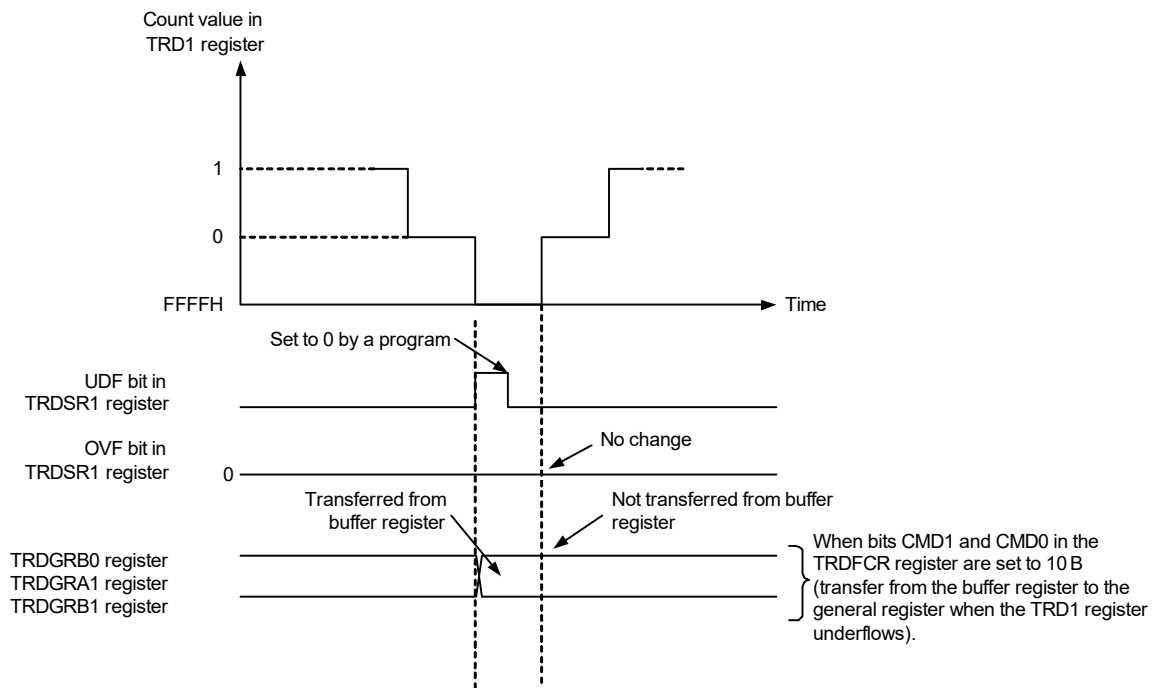 Count value in
TRD1 register
1
0
FFFFH
Time
Set to 0 by a program
UDF bit in
TRDSR1 register
OVF bit in
TRDSR1 register
0
No change
Transferred from
buffer register
Not transferred from buffer
register
TRDGRB0 register
TRDGRA1 register
TRDGRB1 register
When bits CMD1 and CMD0 in the
TRDFCR register are set to 10 B
(transfer from the buffer register to the
general register when the TRD1 register
underflows).